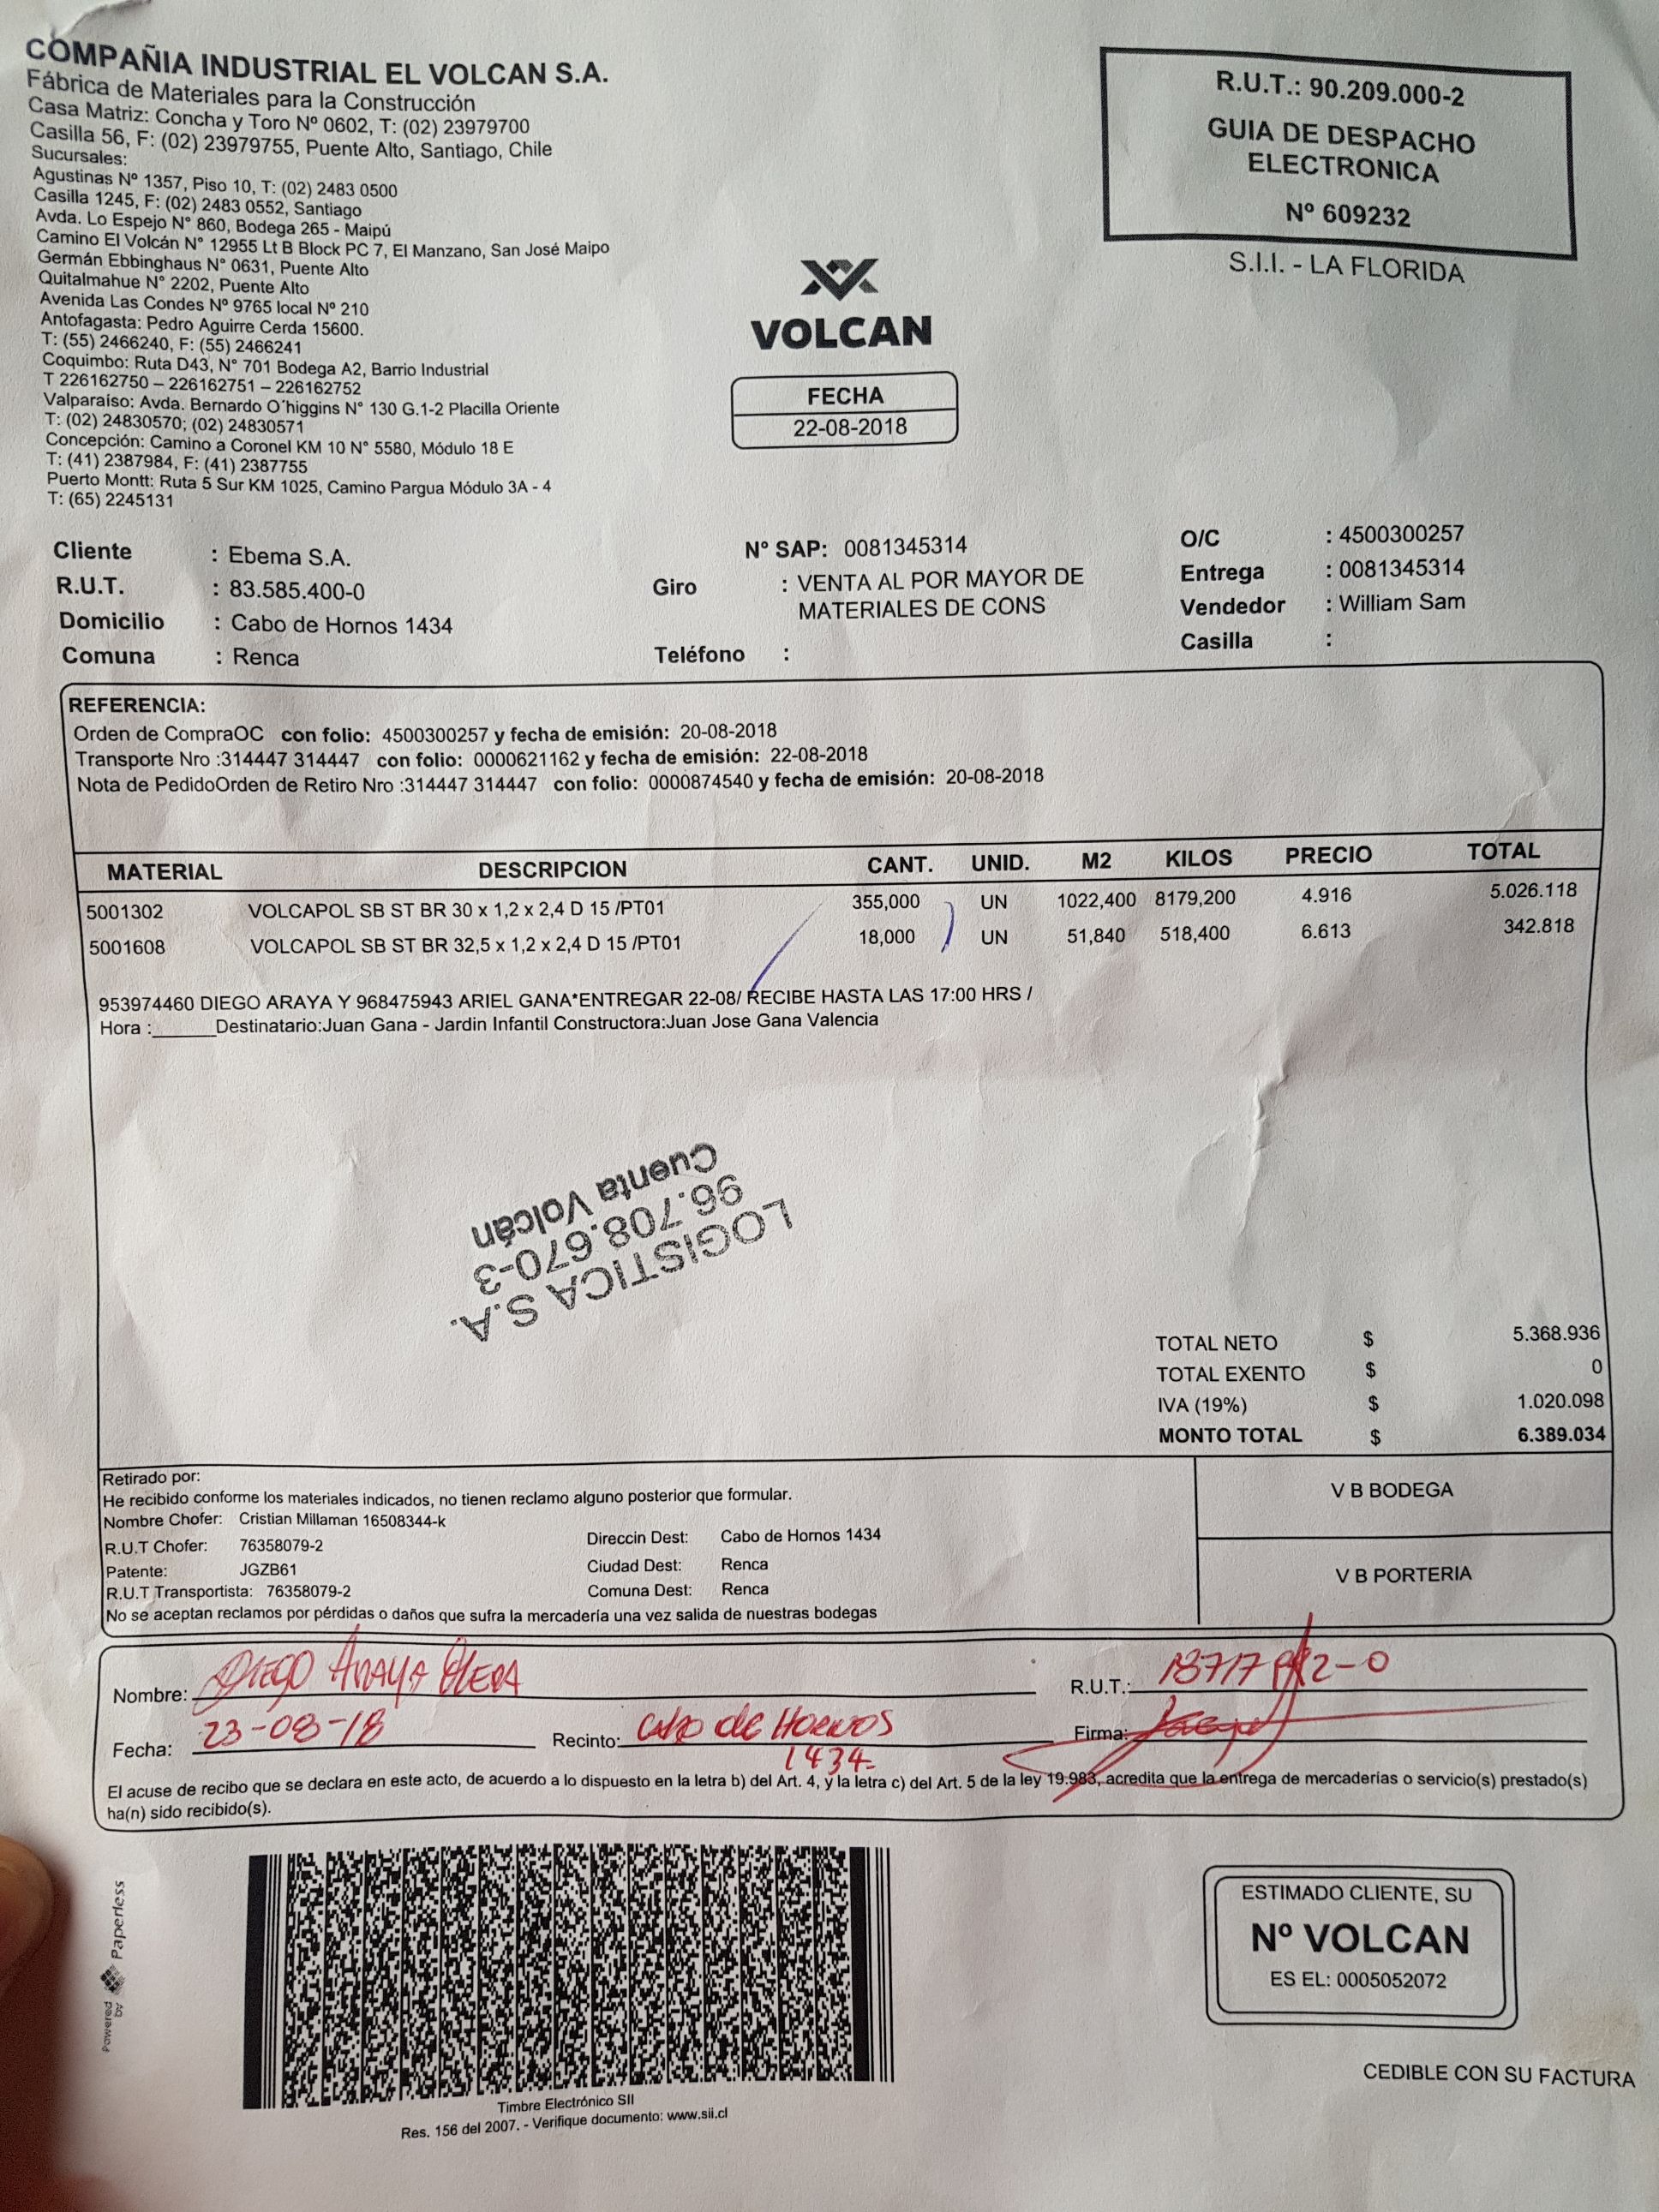 COMPAÑIA INDUSTRIAL EL VOLCAN S.A.
Fábrica de Materiales para la Construcción
Casa Matriz: Concha y Toro Nº 0602, T: (02) 23979700
Casilla 56, F: (02) 23979755, Puente Alto, Santiago, Chile
Sucursales:
Agustinas Nº 1357, Piso 10, T: (02) 2483 0500
Casilla 1245, F: (02) 2483 0552, Santiago
Avda. Lo Espejo N° 860, Bodega 265 - Maipú
Camino El Volcán N° 12955 Lt B Block PC 7, El Manzano, San José Maipo
Germán Ebbinghaus N° 0631, Puente Alto
Quitalmahue N° 2202, Puente Alto
Avenida Las Condes Nº 9765 local Nº 210
Antofagasta: Pedro Aguirre Cerda 15600.
T: (55) 2466240, F: (55) 2466241
Coquimbo: Ruta D43, N° 701 Bodega A2, Barrio Industrial
T 226162750 – 226162751 – 226162752
Valparaíso: Avda. Bernardo O´higgins N° 130 G.1-2 Placilla Oriente
T: (02) 24830570; (02) 24830571
Concepción: Camino a Coronel KM 10 N° 5580, Módulo 18 E
T: (41) 2387984, F: (41) 2387755
Puerto Montt: Ruta 5 Sur KM 1025, Camino Pargua Módulo 3A - 4
T: (65) 2245131
VOLCAN
FECHA
22-08-2018
R.U.T.: 90.209.000-2
GUIA DE DESPACHO
ELECTRONICA
Nº 609232
S.I.I. - LA FLORIDA
Cliente : Ebema S.A.
R.U.T. : 83.585.400-0
Domicilio : Cabo de Hornos 1434
Comuna : Renca
N° SAP: 0081345314
Giro : VENTA AL POR MAYOR DE
MATERIALES DE CONS
Teléfono :
O/C : 4500300257
Entrega : 0081345314
Vendedor : William Sam
Casilla :
REFERENCIA:
Orden de CompraOC con folio: 4500300257 y fecha de emisión: 20-08-2018
Transporte Nro :314447 314447 con folio: 0000621162 y fecha de emisión: 22-08-2018
Nota de PedidoOrden de Retiro Nro :314447 314447 con folio: 0000874540 y fecha de emisión: 20-08-2018
MATERIAL DESCRIPCION CANT. UNID. M2 KILOS PRECIO TOTAL
5001302 VOLCAPOL SB ST BR 30 x 1,2 x 2,4 D 15 /PT01 355,000 UN 1022,400 8179,200 4.916 5.026.118
5001608 VOLCAPOL SB ST BR 32,5 x 1,2 x 2,4 D 15 /PT01 18,000 UN 51,840 518,400 6.613 342.818
953974460 DIEGO ARAYA Y 968475943 ARIEL GANA*ENTREGAR 22-08/ RECIBE HASTA LAS 17:00 HRS /
Hora :______Destinatario:Juan Gana - Jardin Infantil Constructora:Juan Jose Gana Valencia
LOGISTICA S.A.
96.708.670-3
Cuenta Volcán
TOTAL NETO $ 5.368.936
TOTAL EXENTO $ 0
IVA (19%) $ 1.020.098
MONTO TOTAL $ 6.389.034
Retirado por:
He recibido conforme los materiales indicados, no tienen reclamo alguno posterior que formular.
Nombre Chofer: Cristian Millaman 16508344-k
R.U.T Chofer: 76358079-2
Patente: JGZB61
R.U.T Transportista: 76358079-2
Direccin Dest: Cabo de Hornos 1434
Ciudad Dest: Renca
Comuna Dest: Renca
No se aceptan reclamos por pérdidas o daños que sufra la mercadería una vez salida de nuestras bodegas
V B BODEGA
V B PORTERIA
Nombre: DIEGO ARAYA
R.U.T.:
Fecha: 23-08-18
Recinto: CABO de HORNOS
1434-
Firma:
El acuse de recibo que se declara en este acto, de acuerdo a lo dispuesto en la letra b) del Art. 4, y la letra c) del Art. 5 de la ley 19.983, acredita que la entrega de mercaderías o servicio(s) prestado(s)
ha(n) sido recibido(s).
Powered By Paperless
Timbre Electrónico SII
Res. 156 del 2007. - Verifique documento: www.sii.cl
ESTIMADO CLIENTE, SU
Nº VOLCAN
ES EL: 0005052072
CEDIBLE CON SU FACTURA